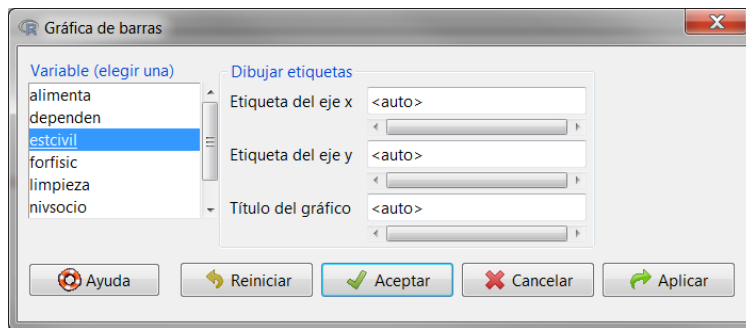 Gráfica de barras
Variable (elegir una)
alimenta
dependen
estcivil
forfisic
limpieza
nivsocio
Dibujar etiquetas
Etiqueta del eje x <auto>
Etiqueta del eje y <auto>
Título del gráfico <auto>
Ayuda Reiniciar Aceptar Cancelar Aplicar